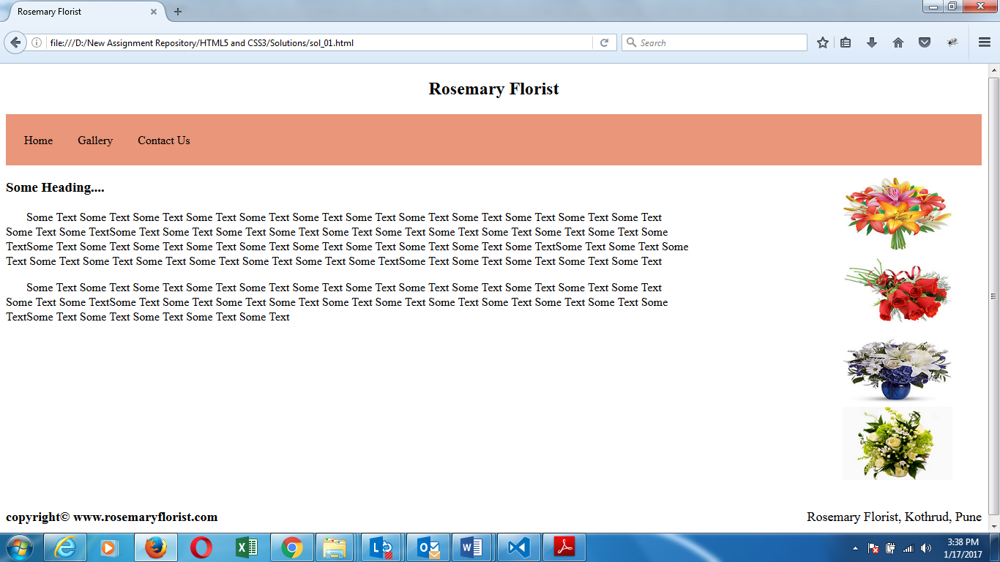 Rosemary Florist
file:///D:/New Assignment Repository/HTML5 and CSS3/Solutions/sol_01.html
Search
Rosemary Florist
Home Gallery Contact Us
Some Heading....
Some Text Some Text Some Text Some Text Some Text Some Text Some Text Some Text Some Text Some Text Some Text Some Text
Some Text Some TextSome Text Some Text Some Text Some Text Some Text Some Text Some Text Some Text Some Text Some Text Some
TextSome Text Some Text Some Text Some Text Some Text Some Text Some Text Some Text Some Text Some TextSome Text Some Text Some
Text Some Text Some Text Some Text Some Text Some Text Some Text Some TextSome Text Some Text Some Text Some Text Some Text
Some Text Some Text Some Text Some Text Some Text Some Text Some Text Some Text Some Text Some Text Some Text Some Text
Some Text Some TextSome Text Some Text Some Text Some Text Some Text Some Text Some Text Some Text Some Text Some Text Some
TextSome Text Some Text Some Text Some Text Some Text
copyright© www.rosemaryflorist.com
Rosemary Florist, Kothrud, Pune
3:38 PM
1/17/2017